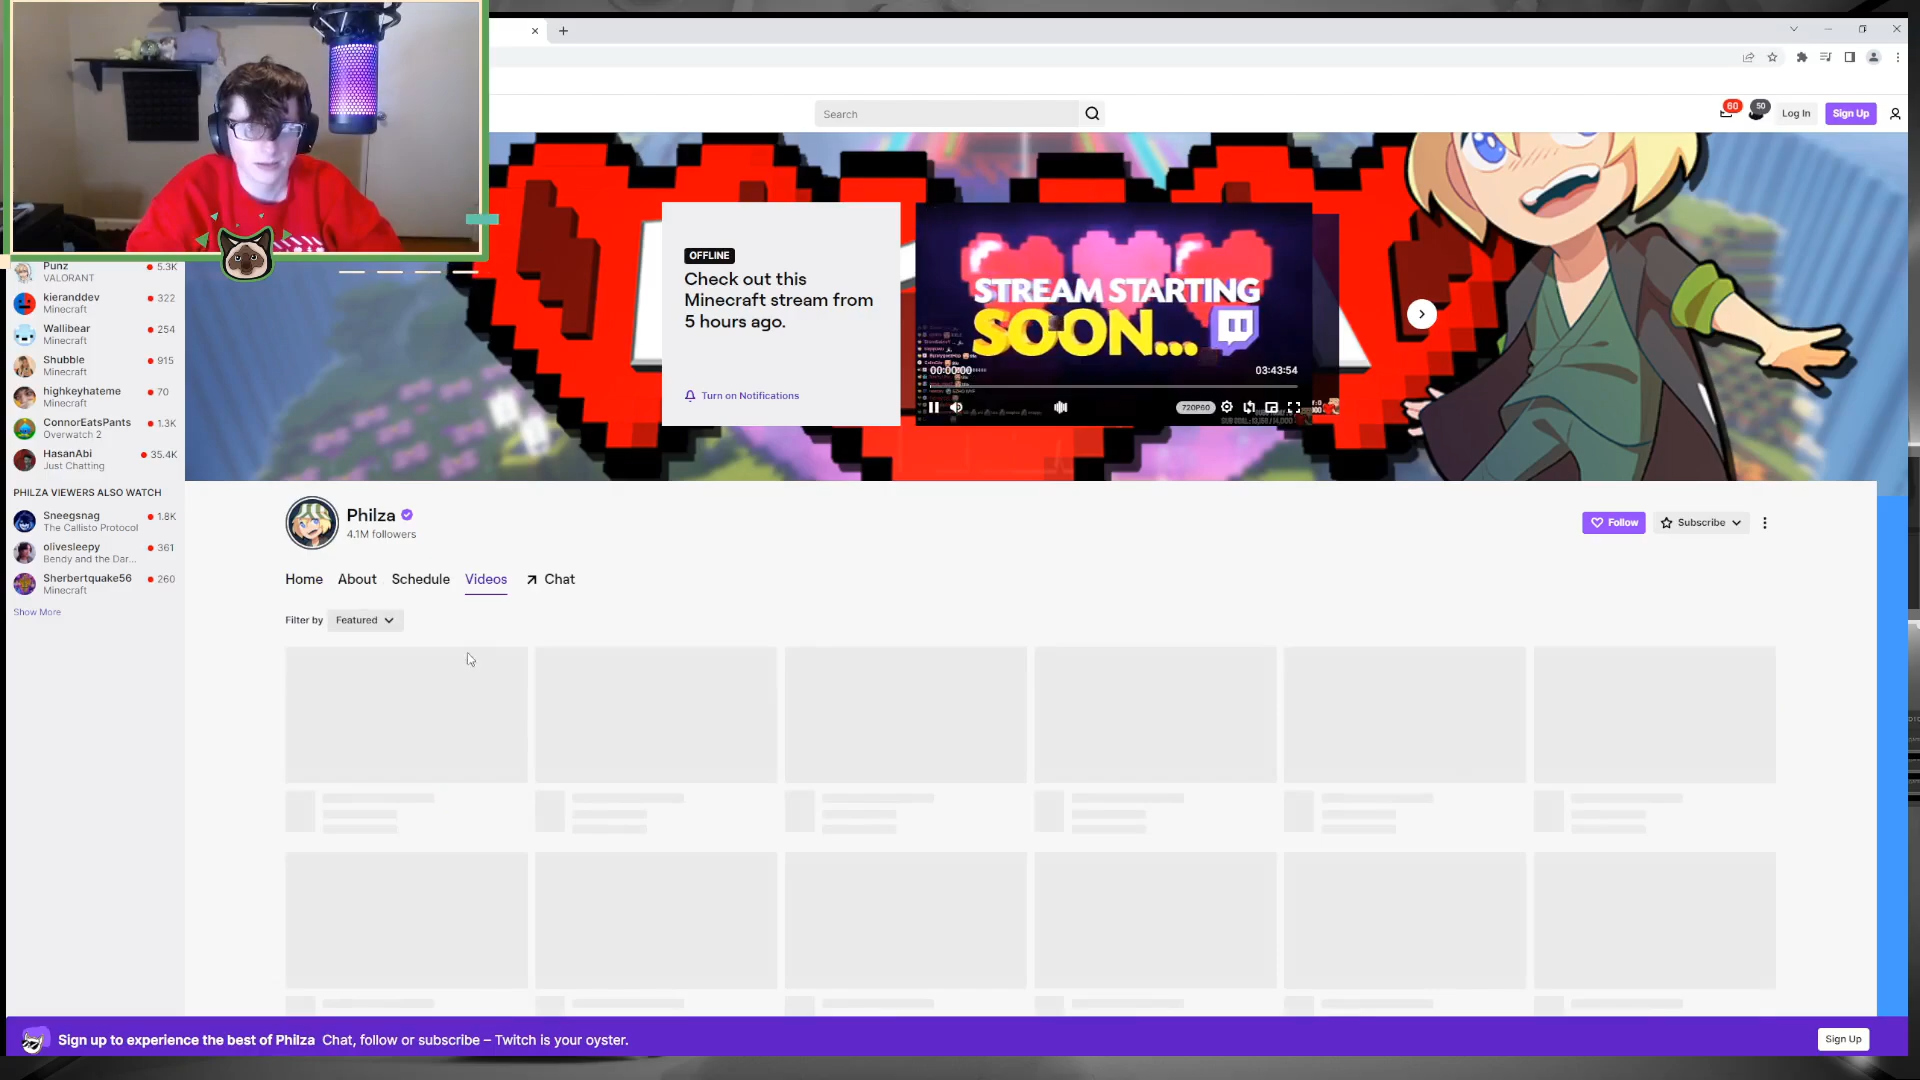 Search
60
50
Log In
Sign Up
OFFLINE
Check out this
Minecraft stream from
5 hours ago.
Turn on Notifications
STREAM STARTING
SOON...
00:00:00
03:43:54
720P60
Punz
5.3K
VALORANT
kieranddev
322
Minecraft
Wallibear
254
Minecraft
Shubble
915
Minecraft
highkeyhateme
70
Minecraft
ConnorEatsPants
1.3K
Overwatch 2
HasanAbi
35.4K
Just Chatting
PHILZA VIEWERS ALSO WATCH
Sneegsnag
1.8K
The Callisto Protocol
olivesleepy
361
Bendy and the Dar...
Sherbertquake56
260
Minecraft
Show More
Philza
4.1M followers
Follow
Subscribe
Home About Schedule Videos Chat
Filter by Featured
Sign up to experience the best of Philza Chat, follow or subscribe – Twitch is your oyster.
Sign Up